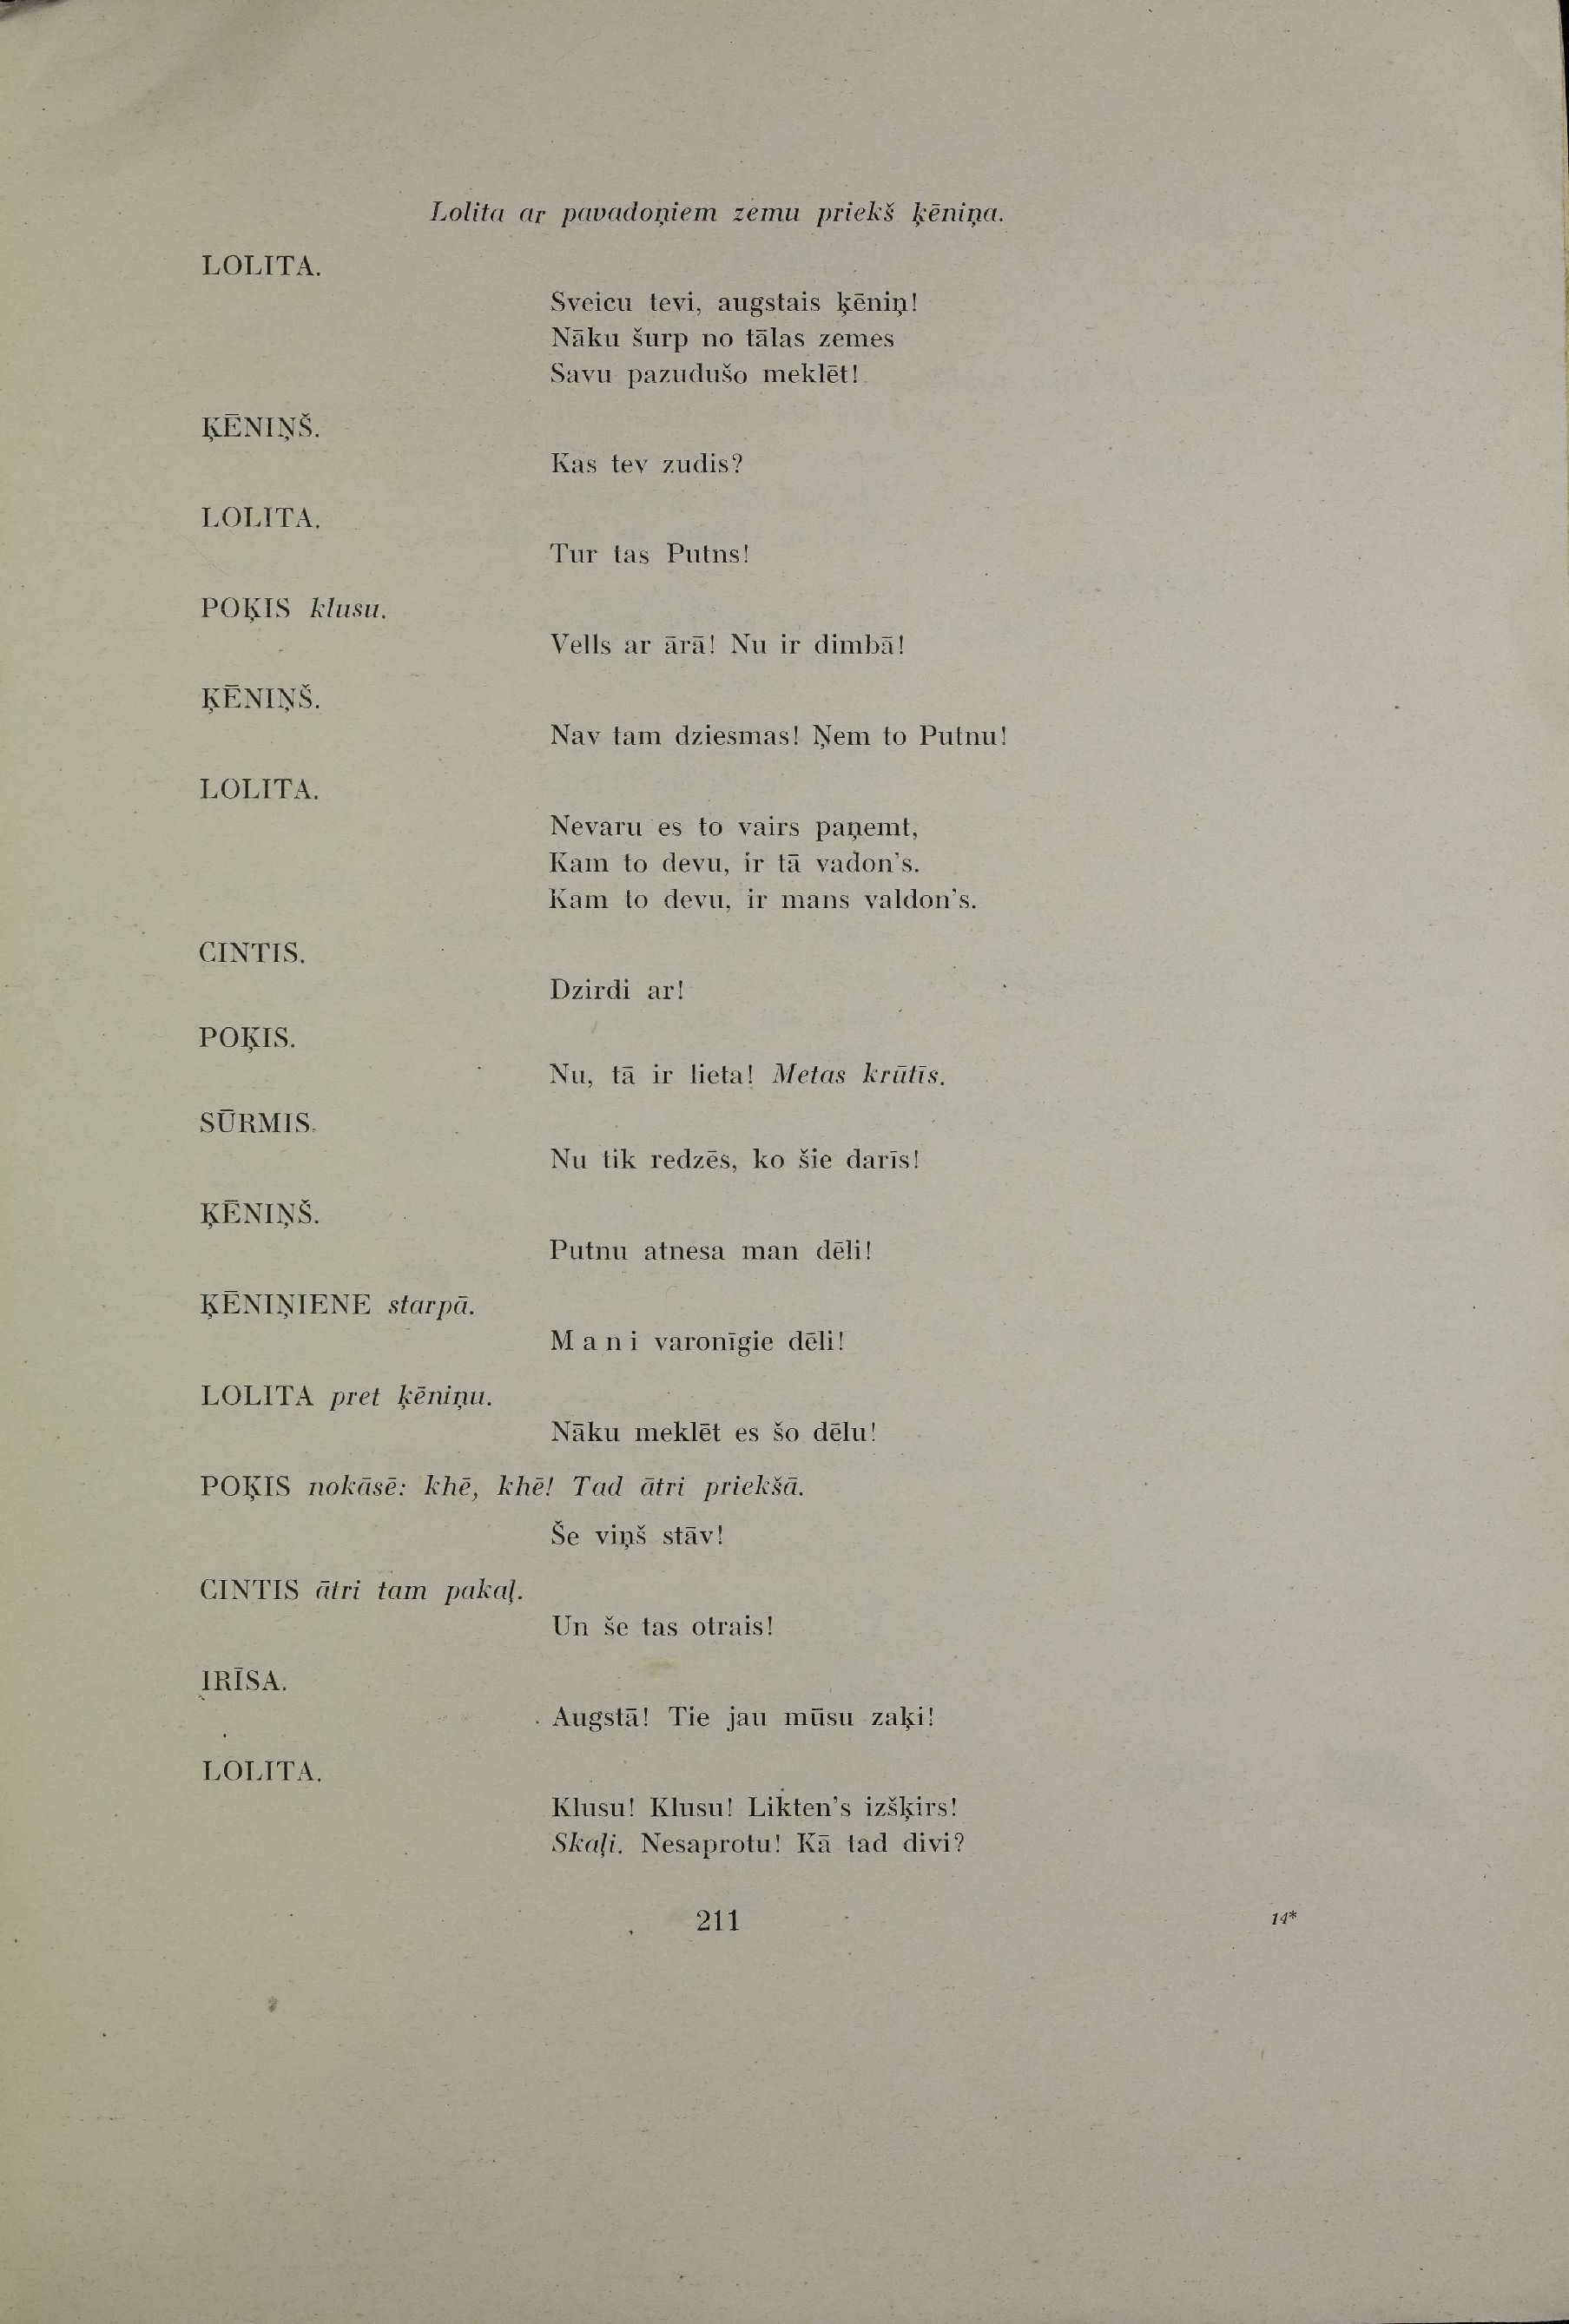 Lolita ar pavadoņiem zemu priekš ķēniņa.
LOLITA.
Sveicu tevi, augstais ķēniņ!
Nāku šurp no tālas zemes
Savu pazudušo meklēt!
ĶĒNIŅŠ.
Kas tev zudis?
LOLITA.
Tur tas Putns!
POĶIS klusu.
Vells ar ārā! Nu ir dimbā!
ĶĒNIŅŠ.
Nav tam dziesmas! Ņem to Putnu!
LOLITA.
Nevaru es to vairs paņemt,
Kam to devu, ir tā vadon's.
Kam to devu, ir mans valdon's.
CINTIS.
Dzirdi ar!
POĶIS.
Nu, tā ir lieta! Metas krūtīs.
SŪRMIS.
Nu tik redzēs, ko šie darīs!
ĶĒNIŅŠ.
Putnu atnesa man dēli!
ĶĒNIŅIENE starpā.
Mani varonīgie dēli!
LOLITA pret ķēniņu.
Nāku meklēt es šo dēlu!
POĶIS nokāsē: khē, khē! Tad ātri priekšā.
Še viņš stāv!
CINTIS ātri tam pakaļ.
Un še tas otrais!
IRĪSA.
Augstā! Tie jau mūsu zaķi!
LOLITA.
Klusu! Klusu! Likten's izšķirs!
Skaļi. Nesaprotu! Kā tad divi?
211
14*